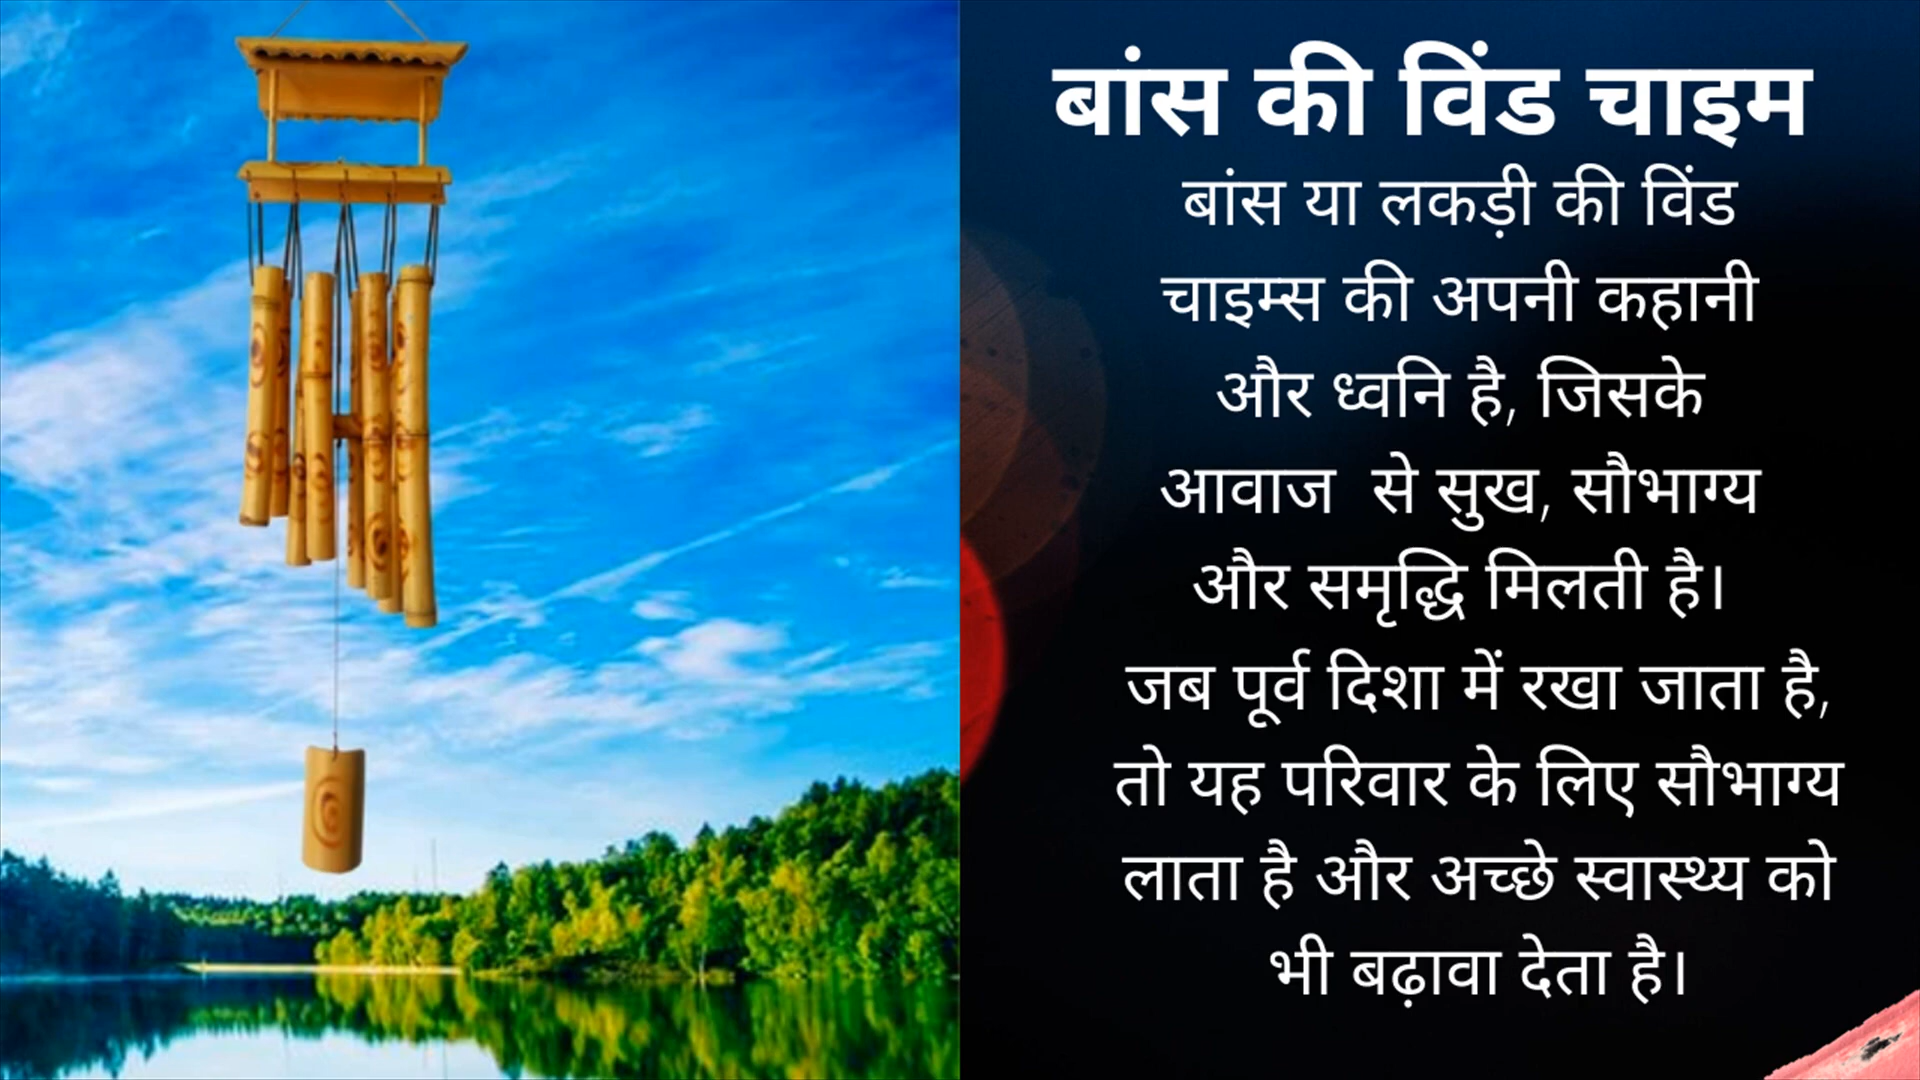 बांस की विंड चाइम
बांस या लकड़ी की विंड
चाइम्स की अपनी कहानी
और ध्वनि है, जिसके
आवाज  से सुख, सौभाग्य
और समृद्धि मिलती है।
जब पूर्व दिशा में रखा जाता है,
तो यह परिवार के लिए सौभाग्य
लाता है और अच्छे स्वास्थ्य को
भी बढ़ावा देता है।